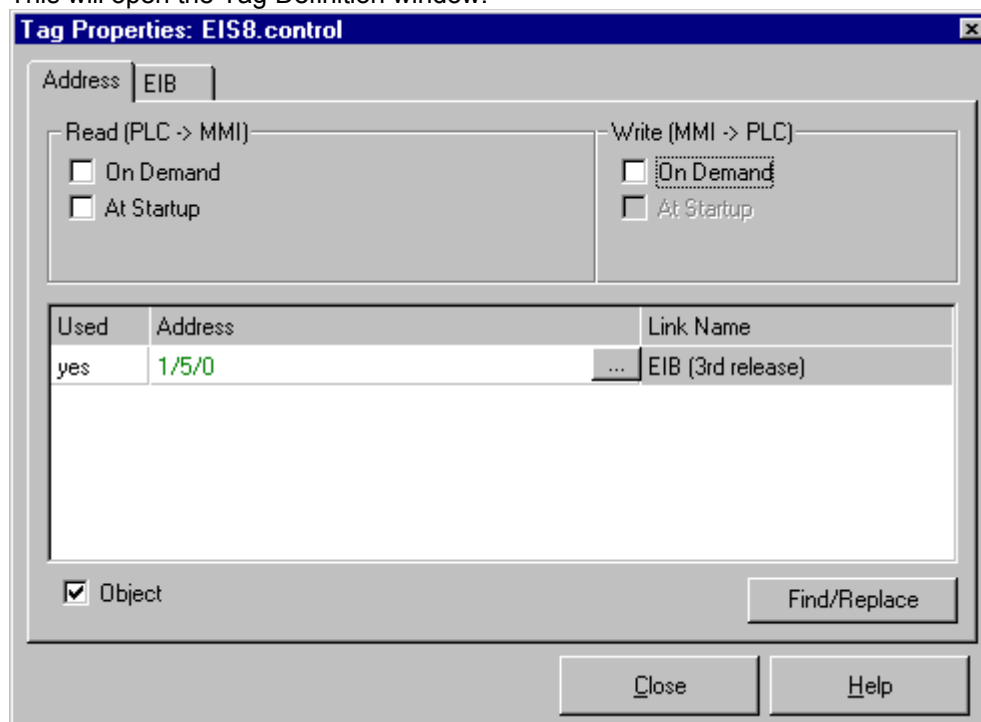 This will open the Tag Definition window.
Tag Properties: EIS8.control
Address EIB
Read (PLC -> MMI) Write (MMI -> PLC)
On Demand On Demand
At Startup At Startup
Used Address Link Name
yes 1/5/0 ... EIB (3rd release)
Object Find/Replace
Close Help